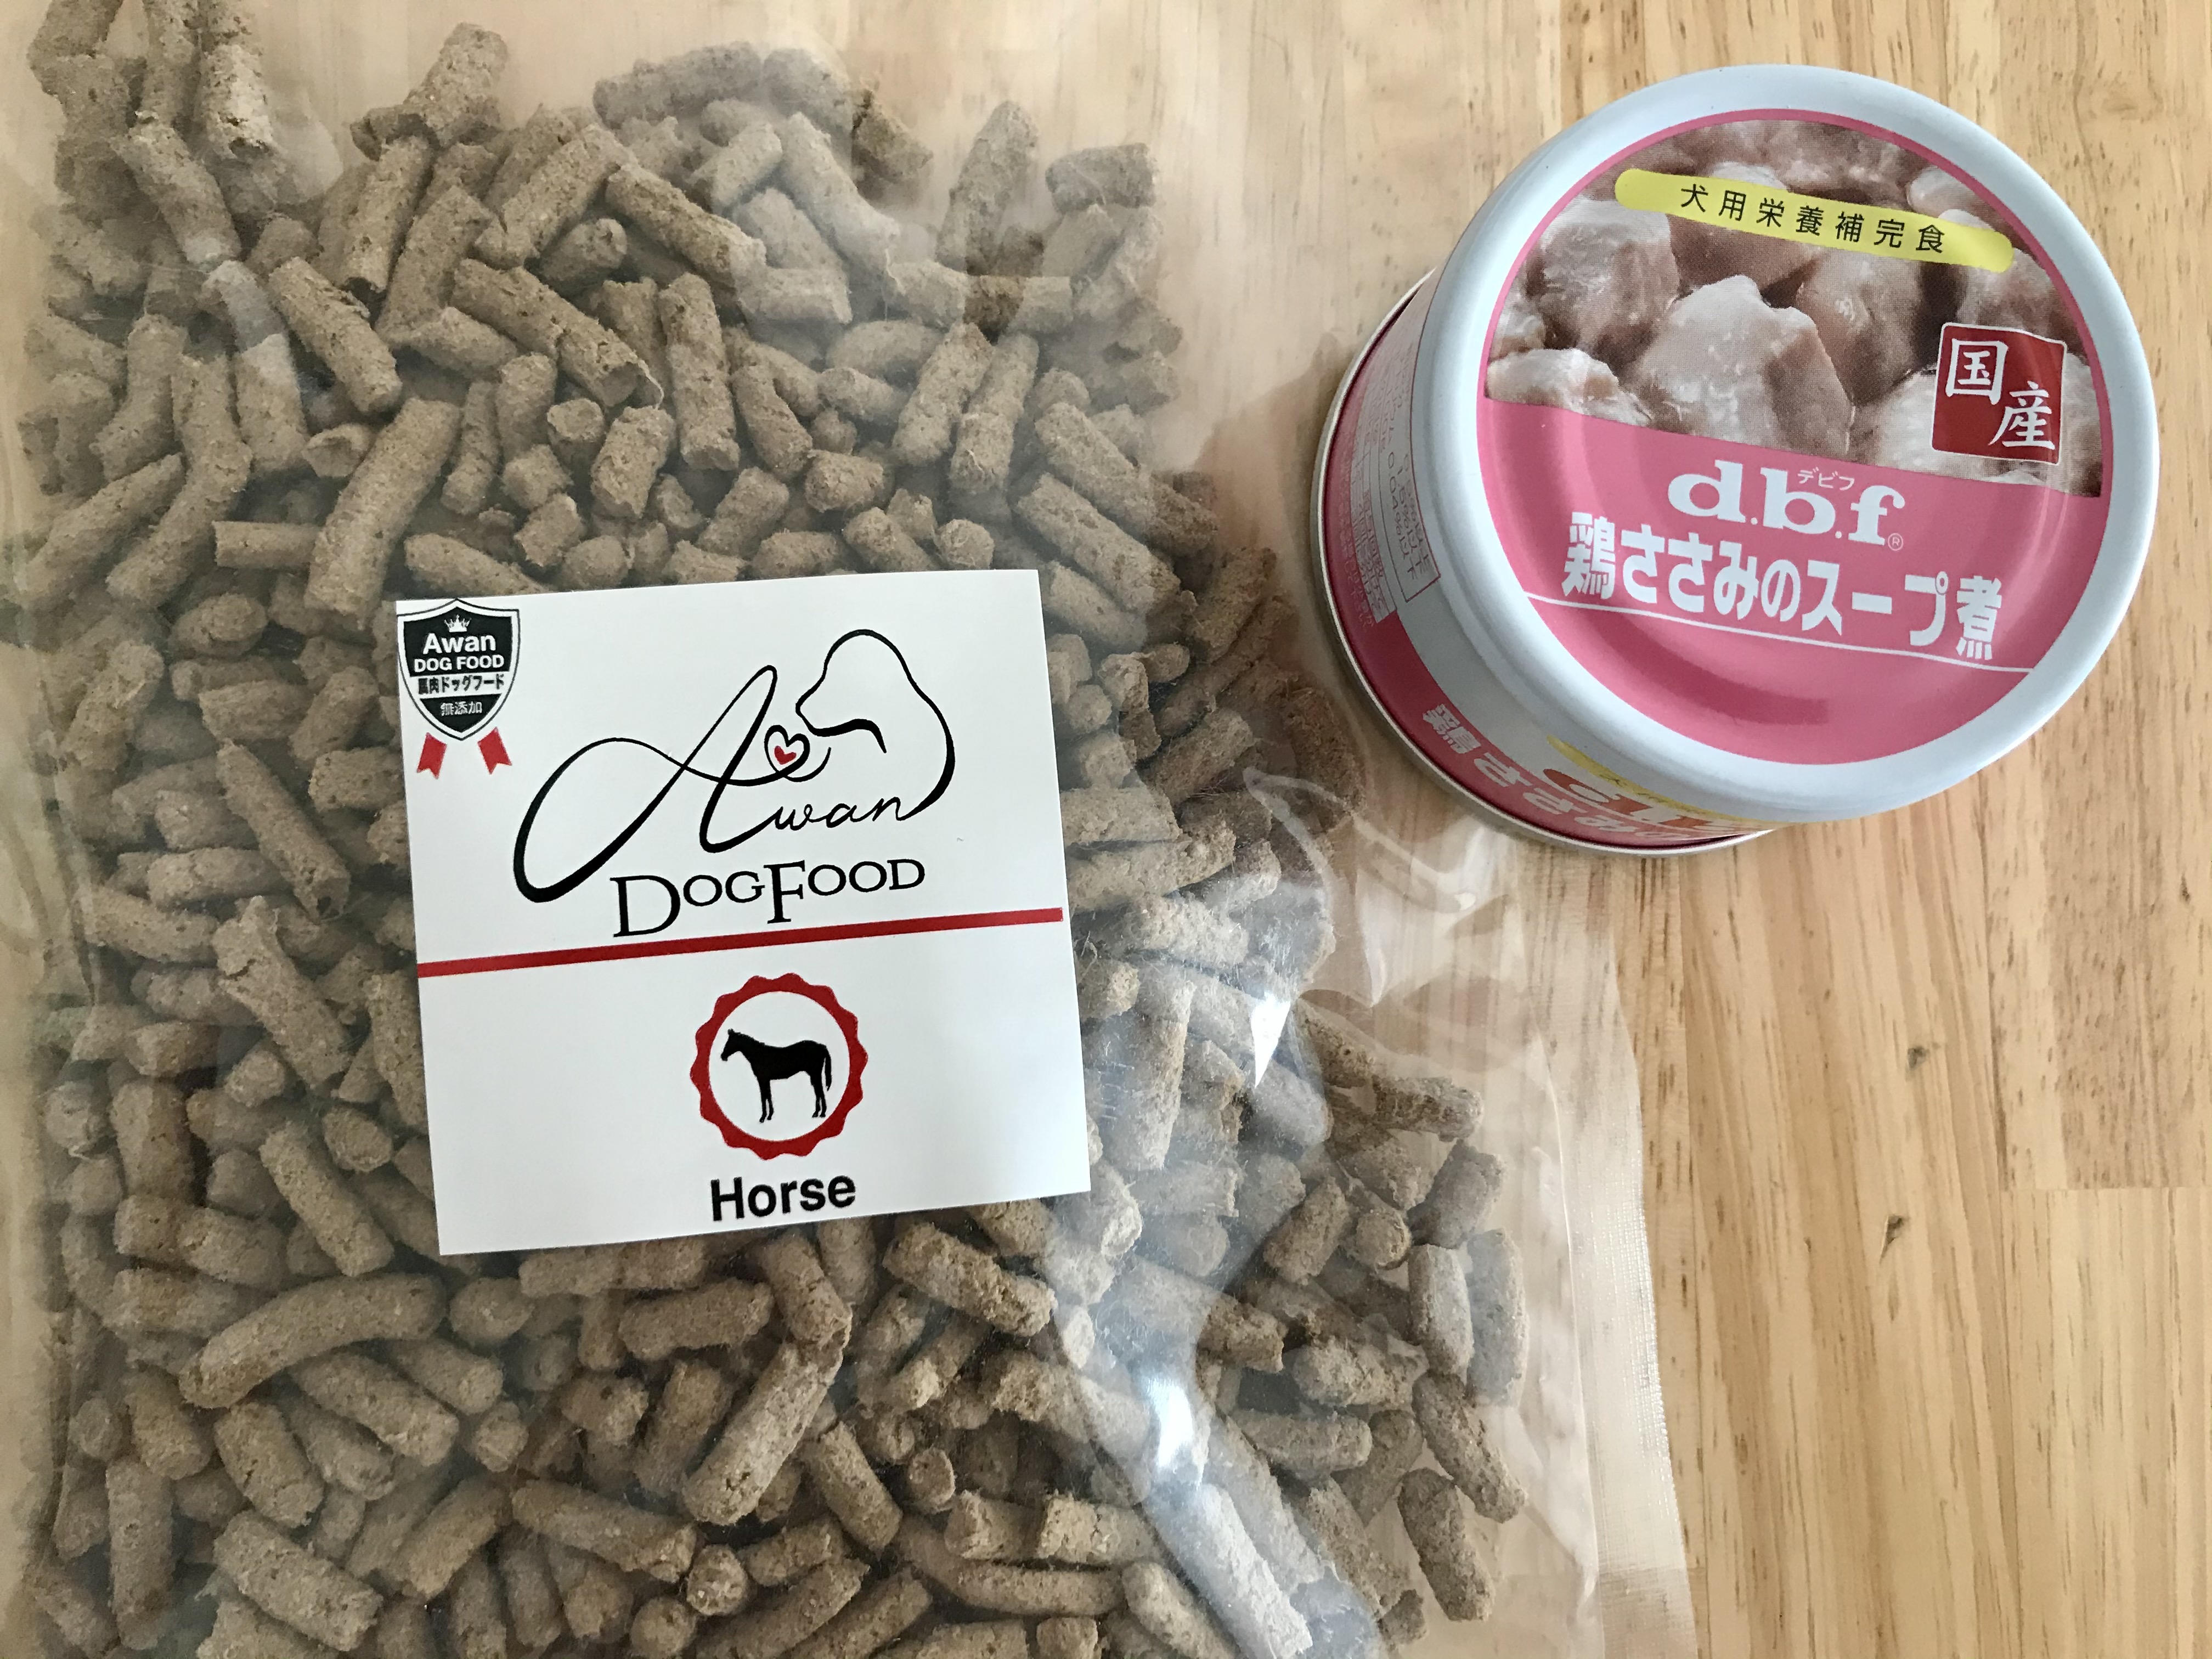 Awan
DOG FOOD
馬肉ドッグフード
無添加
Awan
DOGFOOD
Horse
犬用栄養補完食
国産
デビフ
d.b.f®
鶏ささみのスープ煮